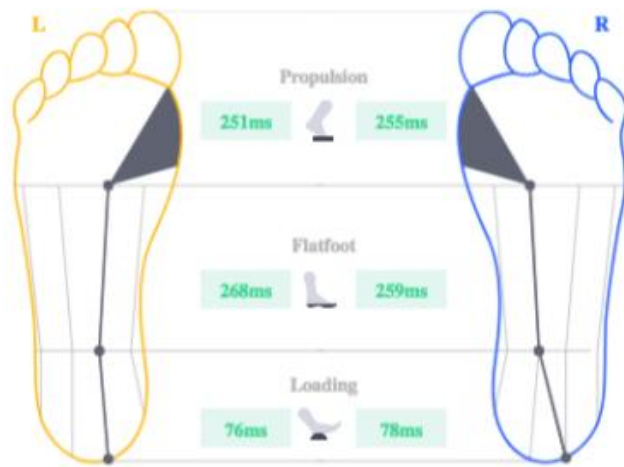 L
R
Propulsion
251ms 255ms
Flatfoot
268ms 259ms
Loading
76ms 78ms